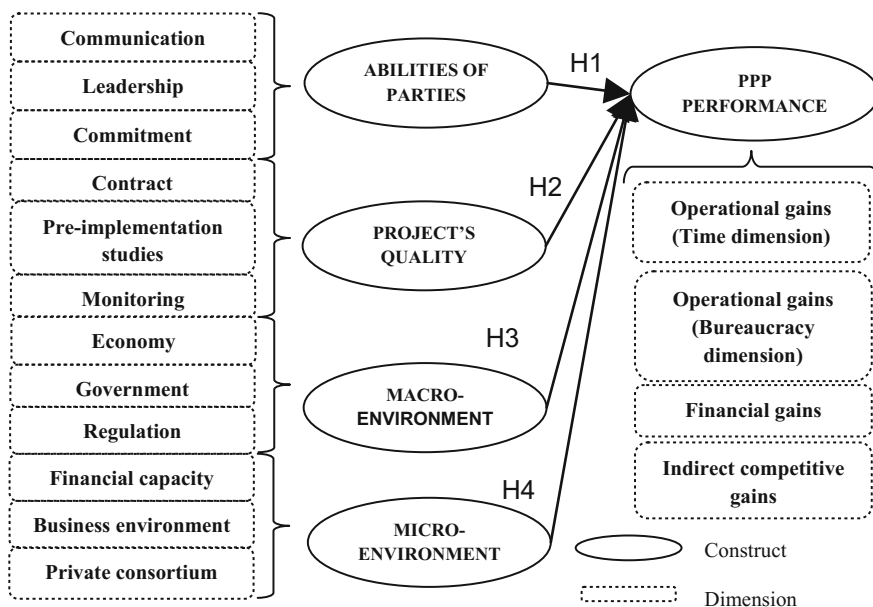 Communication
Leadership
Commitment
Contract
Pre-implementation
studies
Monitoring
Economy
Government
Regulation
Financial capacity
Business environment
Private consortium
ABILITIES OF
PARTIES
PROJECT'S
QUALITY
MACRO-
ENVIRONMENT
MICRO-
ENVIRONMENT
H1
H2
H3
H4
PPP
PERFORMANCE
Operational gains
(Time dimension)
Operational gains
(Bureaucracy
dimension)
Financial gains
Indirect competitive
gains
Construct
Dimension